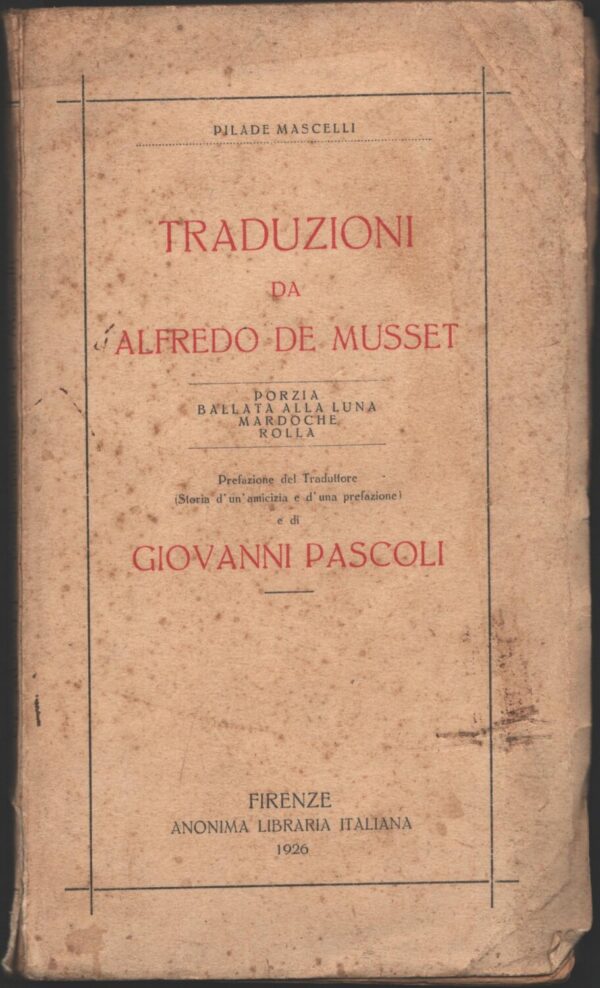 PILADE MASCELLI
TRADUZIONI
DA
ALFREDO DE MUSSET
PORZIA
BALLATA ALLA LUNA
MARDOCHE
ROLLA
Prefazione del Traduttore
(Storia d'un'amicizia e d'una prefazione)
e di
GIOVANNI PASCOLI
FIRENZE
ANONIMA LIBRARIA ITALIANA
1926